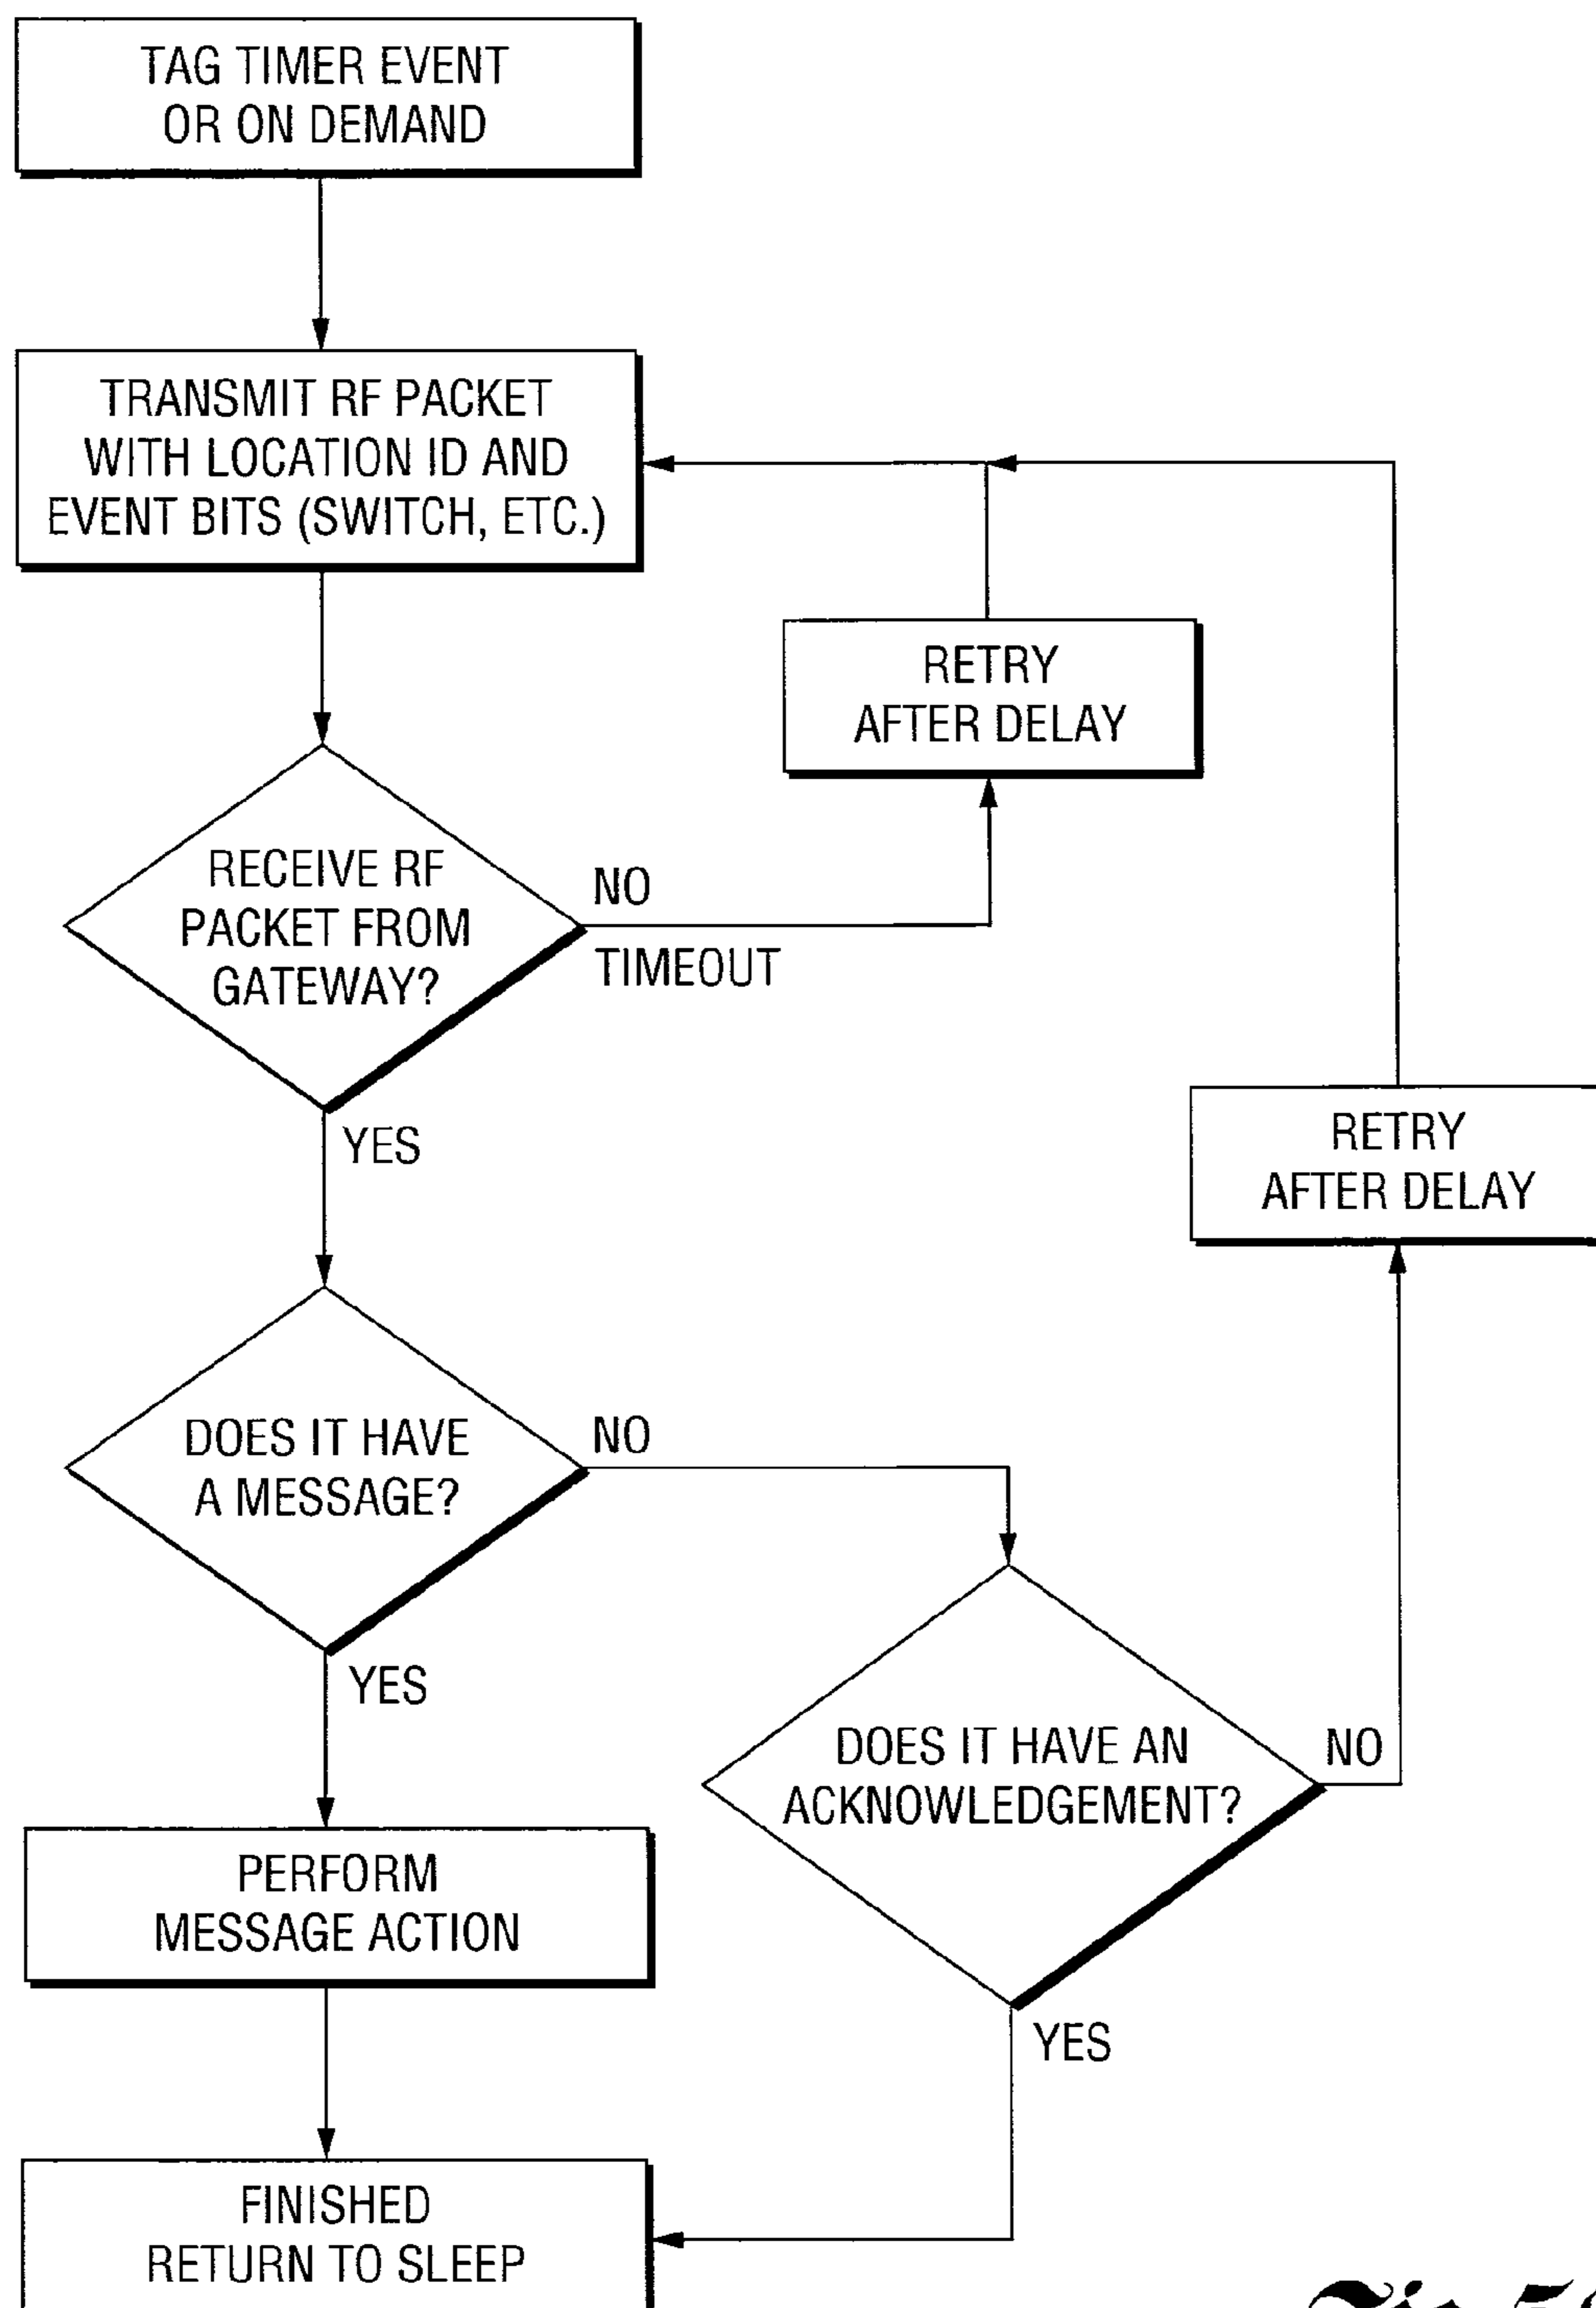 TAG TIMER EVENT
OR ON DEMAND
TRANSMIT RF PACKET
WITH LOCATION ID AND
EVENT BITS (SWITCH, ETC.)
RETRY
AFTER DELAY
RECEIVE RF
PACKET FROM
GATEWAY?
NO
TIMEOUT
YES
RETRY
AFTER DELAY
DOES IT HAVE
A MESSAGE?
NO
YES
DOES IT HAVE AN
ACKNOWLEDGEMENT?
NO
PERFORM
MESSAGE ACTION
YES
FINISHED
RETURN TO SLEEP